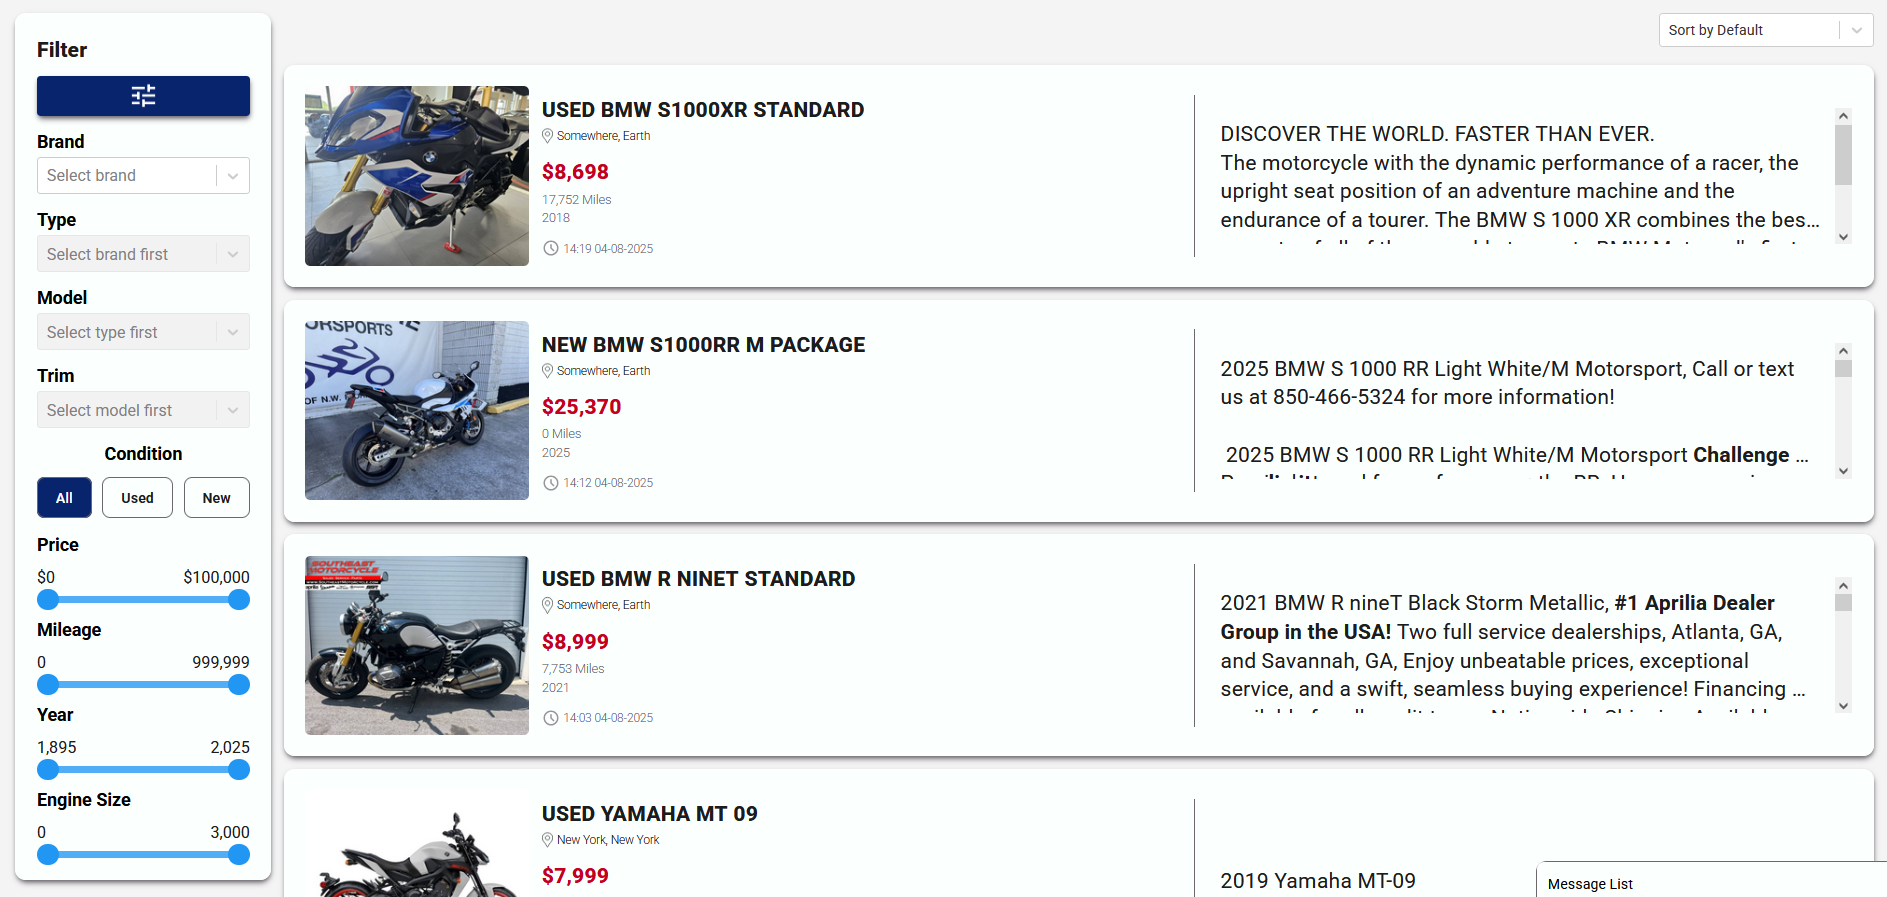 Filter
Brand
Select brand
Type
Select brand first
Model
Select type first
Trim
Select model first
Condition
All Used New
Price
$0 $100,000
Mileage
0 999,999
Year
1,895 2,025
Engine Size
0 3,000
Sort by Default
USED BMW S1000XR STANDARD
Somewhere, Earth
$8,698
17,752 Miles
2018
14:19 04-08-2025
DISCOVER THE WORLD. FASTER THAN EVER.
The motorcycle with the dynamic performance of a racer, the
upright seat position of an adventure machine and the
endurance of a tourer. The BMW S 1000 XR combines the bes...
ORSPORTS
OF N.W.
NEW BMW S1000RR M PACKAGE
Somewhere, Earth
$25,370
0 Miles
2025
14:12 04-08-2025
2025 BMW S 1000 RR Light White/M Motorsport, Call or text
us at 850-466-5324 for more information!
2025 BMW S 1000 RR Light White/M Motorsport Challenge ...
SOUTHEAST
MOTORCYCLE
USED BMW R NINET STANDARD
Somewhere, Earth
$8,999
7,753 Miles
2021
14:03 04-08-2025
2021 BMW R nineT Black Storm Metallic, #1 Aprilia Dealer
Group in the USA! Two full service dealerships, Atlanta, GA,
and Savannah, GA, Enjoy unbeatable prices, exceptional
service, and a swift, seamless buying experience! Financing ...
USED YAMAHA MT 09
New York, New York
$7,999
2019 Yamaha MT-09
Message List